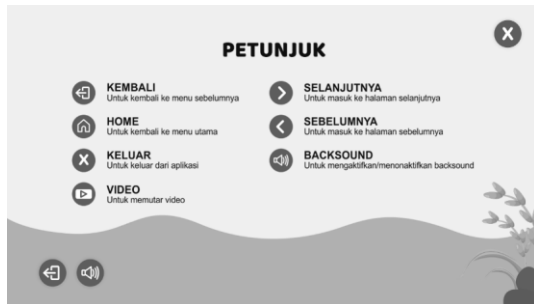 PETUNJUK
X
KEMBALI
Untuk kembali ke menu sebelumnya
HOME
Untuk kembali ke menu utama
X
KELUAR
Untuk keluar dari aplikasi
VIDEO
Untuk memutar video
SELANJUTNYA
Untuk masuk ke halaman selanjutnya
SEBELUMNYA
Untuk masuk ke halaman sebelumnya
BACKSOUND
Untuk mengaktifkan/menonaktifkan backsound